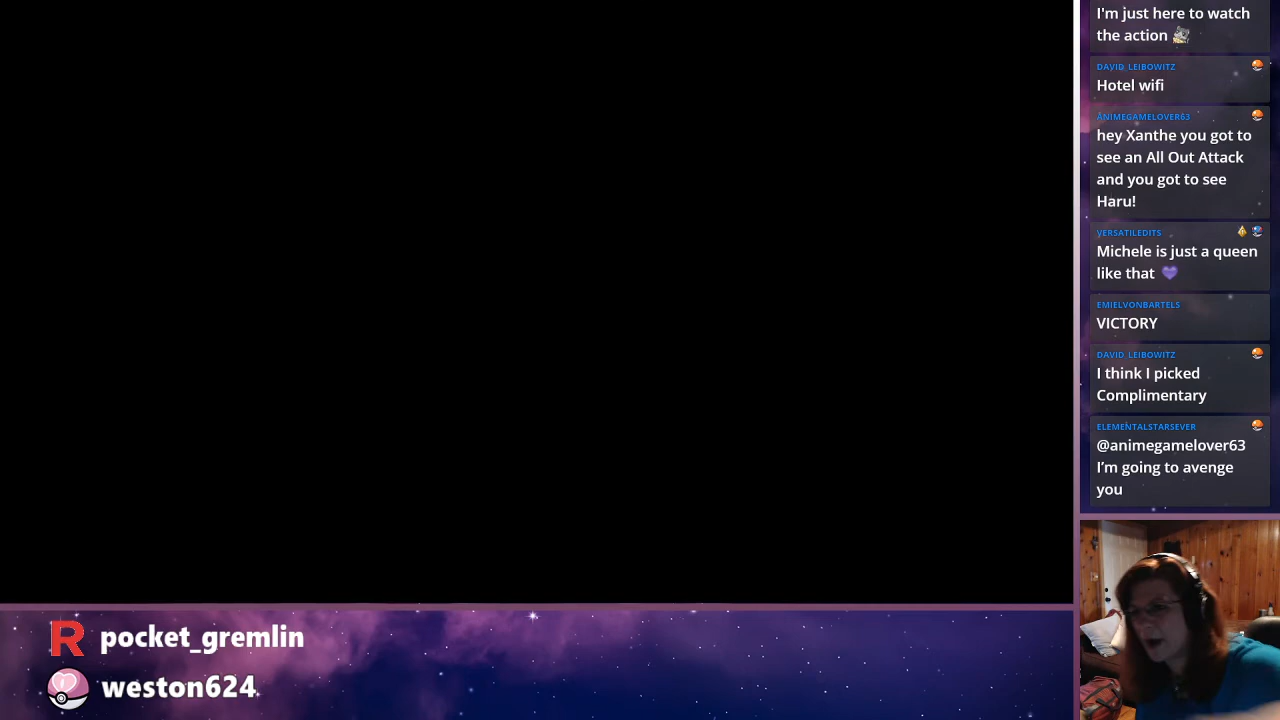 I'm just here to watch
the action
DAVID_LEIBOWITZ
Hotel wifi
ANIMEGAMELOVER63
hey Xanthe you got to
see an All Out Attack
and you got to see
Haru!
VERSATILEDITS
Michele is just a queen
like that
EMIELVONBARTELS
VICTORY
DAVID_LEIBOWITZ
I think I picked
Complimentary
ELEMENTALSTARSEVER
@animegamelover63
I'm going to avenge
you
R pocket_gremlin
weston624